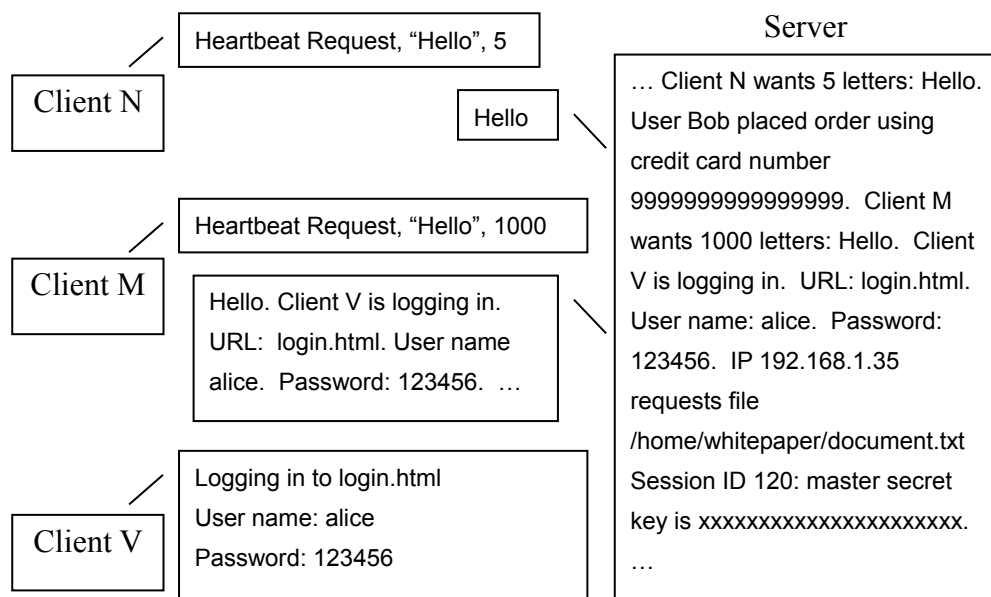 Heartbeat Request, “Hello”, 5
Client N
Hello
Heartbeat Request, “Hello”, 1000
Client M
Hello. Client V is logging in.
URL:  login.html. User name
alice.  Password: 123456.  …
Logging in to login.html
User name: alice
Password: 123456
Client V
Server
… Client N wants 5 letters: Hello.
User Bob placed order using
credit card number
9999999999999999.  Client M
wants 1000 letters: Hello.  Client
V is logging in.  URL: login.html.
User name: alice.  Password:
123456.  IP 192.168.1.35
requests file
/home/whitepaper/document.txt
Session ID 120: master secret
key is xxxxxxxxxxxxxxxxxxxxxx.
…